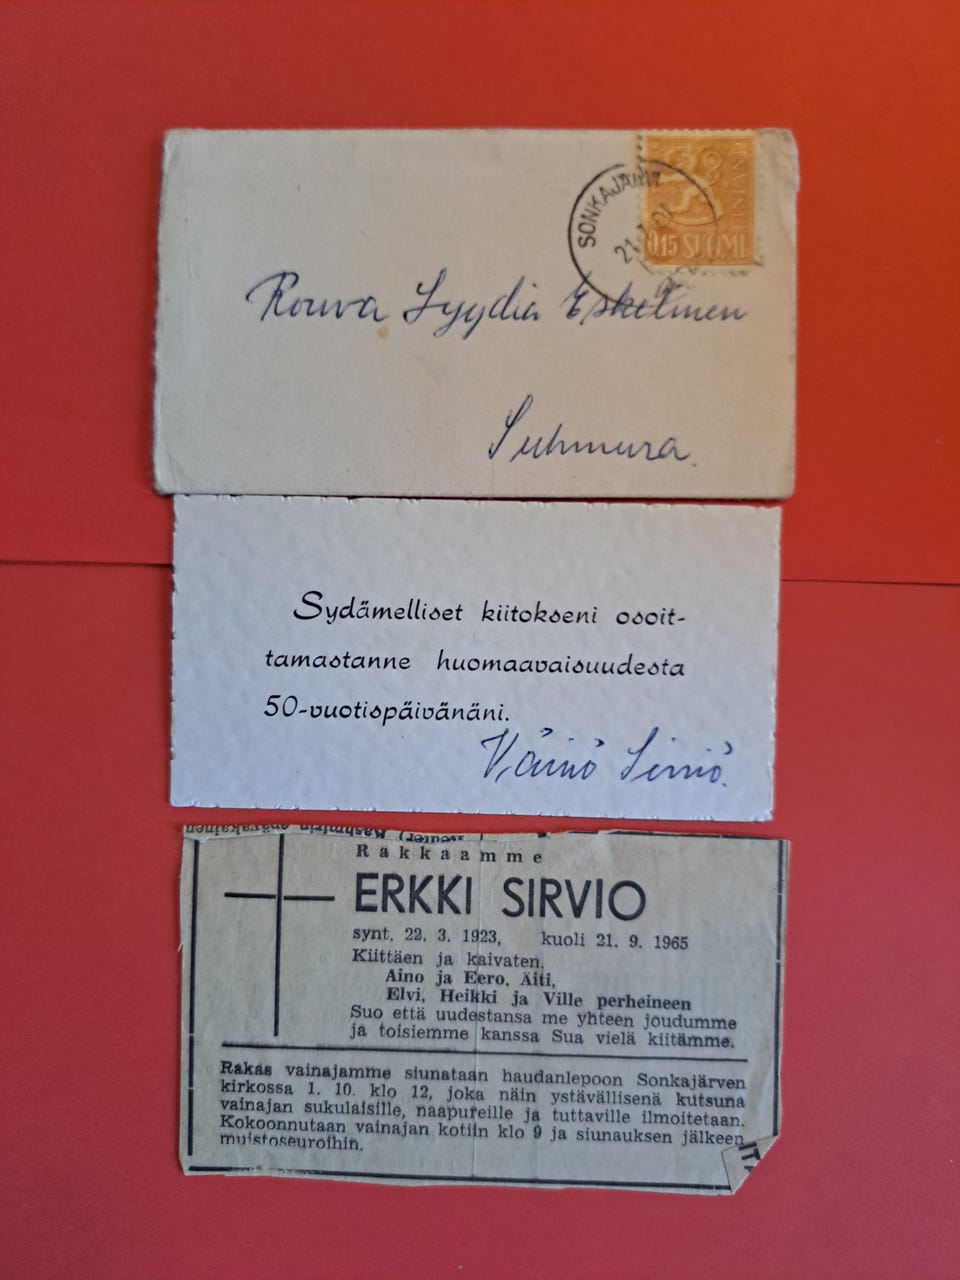 SONKAJÄRVI
0,15 SUOMI FINLAND
Rouva Lyydia Eskelinen
Suhmura.
Sydämelliset kiitokseni osoit-
tamastanne huomaavaisuudesta
50-vuotispäivänäni.
Väinö
Rakkaamme
ERKKI SIRVIO
synt. 22. 3. 1923, kuoli 21. 9. 1965
Kiittäen ja kaivaten.
Aino ja Eero, Äiti,
Elvi, Heikki ja Ville perheineen
Suo että uudestansa me yhteen joudumme
ja toisiemme kanssa Sua vielä kiitämme.
Rakas vainajamme siunataan haudanlepoon Sonkajärven
kirkossa 1. 10. klo 12, joka näin ystävällisenä kutsuna
vainajan sukulaisille, naapureille ja tuttaville ilmoitetaan.
Kokoonnutaan vainajan kotiin klo 9 ja siunauksen jälkeen
muistoseuroihin.